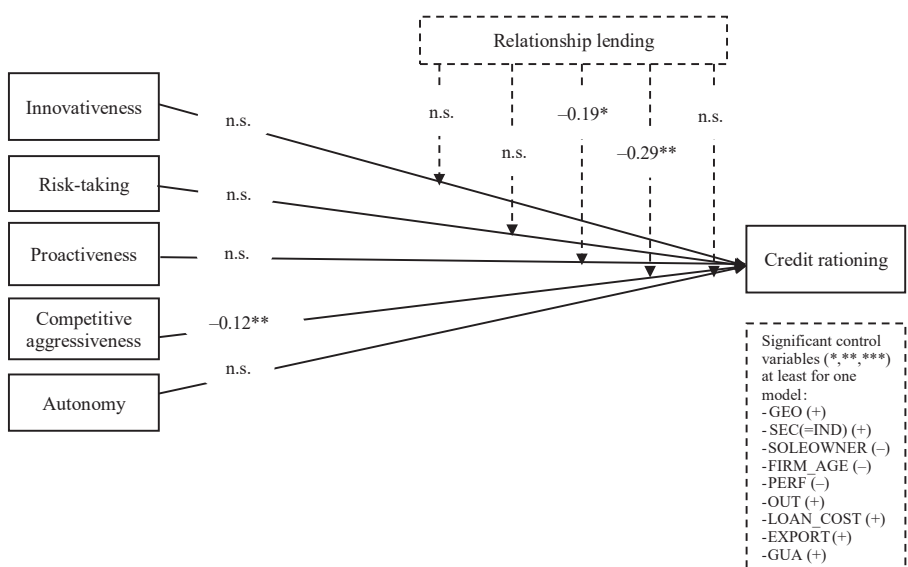 Relationship lending
Innovativeness
n.s.
n.s.
–0.19*
n.s.
n.s.
–0.29**
Risk-taking
n.s.
Proactiveness
n.s.
Credit rationing
Competitive
aggressiveness
–0.12**
Autonomy
n.s.
Significant control
variables (*,**,***)
at least for one
model:
-GEO (+)
-SEC(=IND) (+)
-SOLEOWNER (–)
-FIRM_AGE (–)
-PERF (–)
-OUT (+)
-LOAN_COST (+)
-EXPORT (+)
-GUA (+)